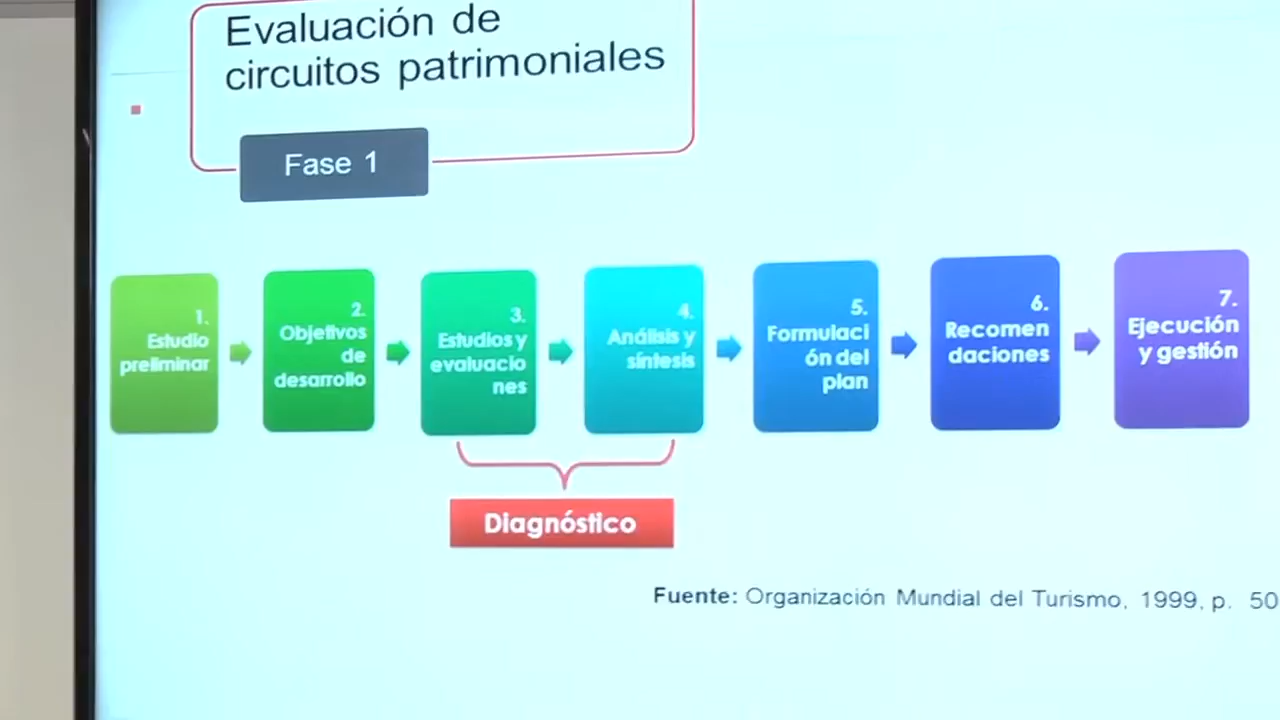 Evaluación de
circuitos patrimoniales
Fase 1
1.
Estudio
preliminar
2.
Objetivos
de
desarrollo
3.
Estudios y
evaluacio
nes
4.
Análisis y
síntesis
5.
Formulaci
ón del
plan
6.
Recomen
daciones
7.
Ejecución
y gestión
Diagnóstico
Fuente: Organización Mundial del Turismo, 1999, p. 50